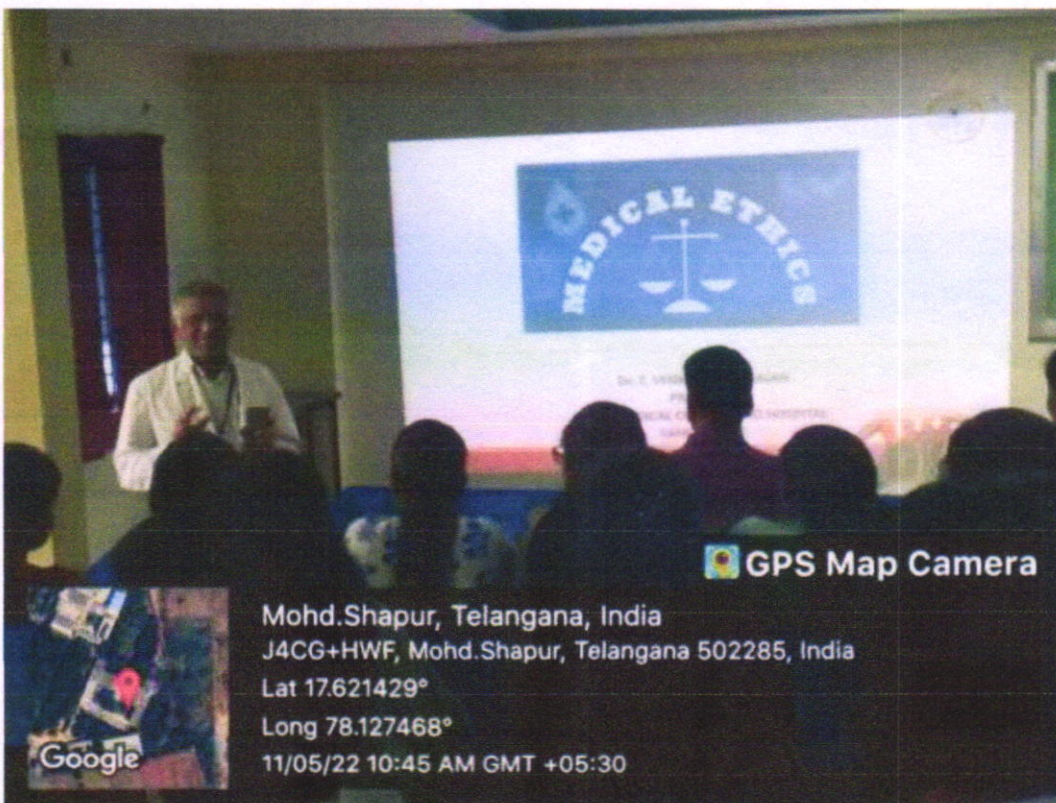 MEDICAL ETHICS
GPS Map Camera
Mohd.Shapur, Telangana, India
J4CG+HWF, Mohd.Shapur, Telangana 502285, India
Lat 17.621429°
Long 78.127468°
11/05/22 10:45 AM GMT +05:30
Google